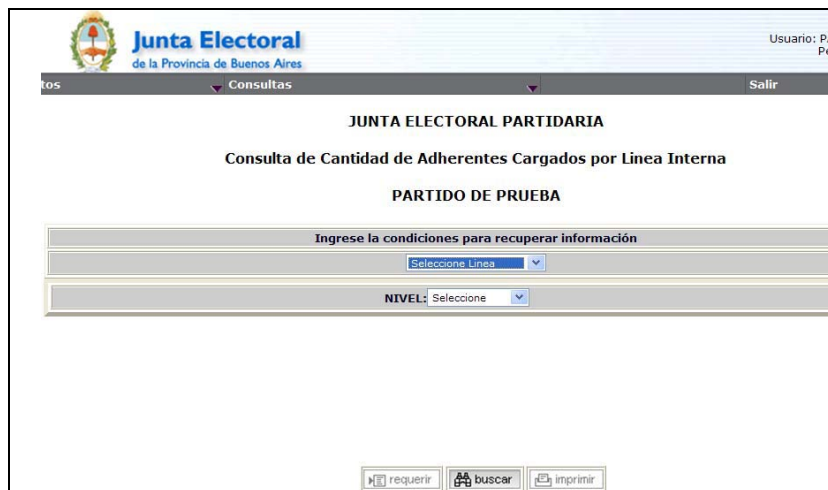 Junta Electoral
de la Provincia de Buenos Aires
Usuario: P
Pe
tos Consultas Salir
JUNTA ELECTORAL PARTIDARIA
Consulta de Cantidad de Adherentes Cargados por Linea Interna
PARTIDO DE PRUEBA
Ingrese la condiciones para recuperar información
Seleccione Linea
NIVEL: Seleccione
requerir buscar imprimir